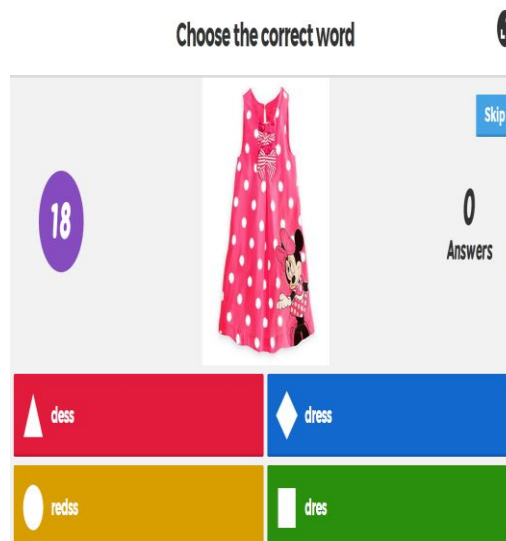 Choose the correct word
Skip
18
0
Answers
dess
dress
redss
dres